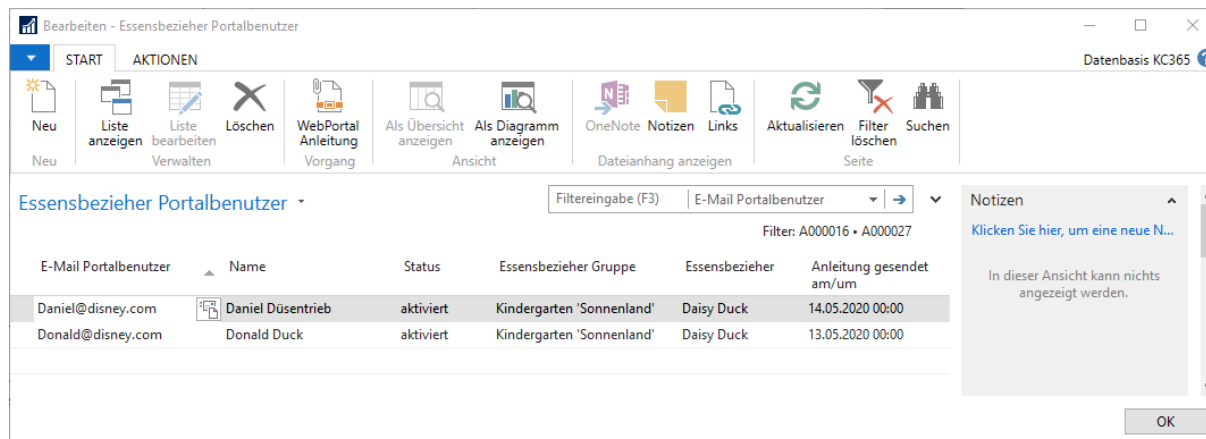 Bearbeiten - Essensbezieher Portalbenutzer
START AKTIONEN Datenbasis KC365
Neu Liste anzeigen Liste bearbeiten Löschen WebPortal Anleitung Als Übersicht anzeigen Als Diagramm anzeigen OneNote Notizen Links Aktualisieren Filter löschen Suchen
Neu Verwalten Vorgang Ansicht Dateianhang anzeigen Seite
Essensbezieher Portalbenutzer Filtereingabe (F3) E-Mail Portalbenutzer
Filter: A000016 • A000027
E-Mail Portalbenutzer Name Status Essensbezieher Gruppe Essensbezieher Anleitung gesendet am/um
Daniel@disney.com Daniel Düsentrieb aktiviert Kindergarten 'Sonnenland' Daisy Duck 14.05.2020 00:00
Donald@disney.com Donald Duck aktiviert Kindergarten 'Sonnenland' Daisy Duck 13.05.2020 00:00
Notizen
Klicken Sie hier, um eine neue N...
In dieser Ansicht kann nichts
angezeigt werden.
OK